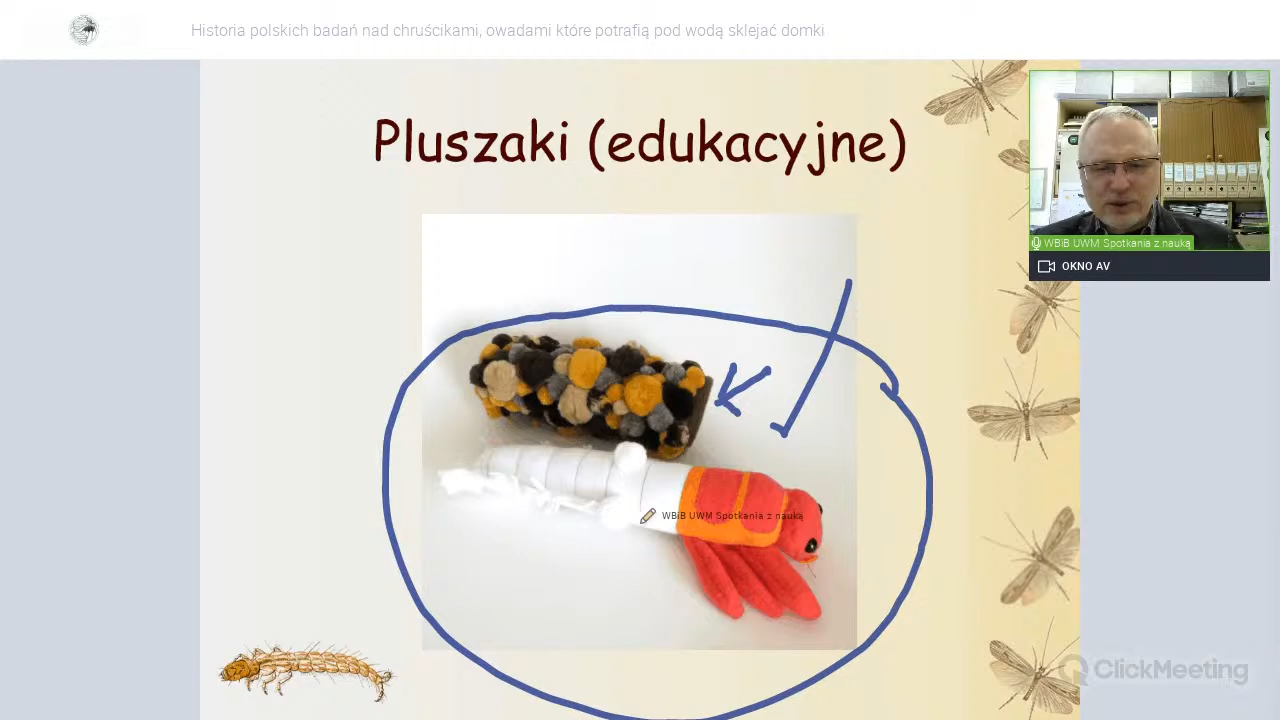 Historia polskich badań nad chruścikami, owadami które potrafią pod wodą sklejać domki
Pluszaki (edukacyjne)
WBiB UWM Spotkania z nauką
OKNO AV
WBiB UWM Spotkania z nauką
ClickMeeting